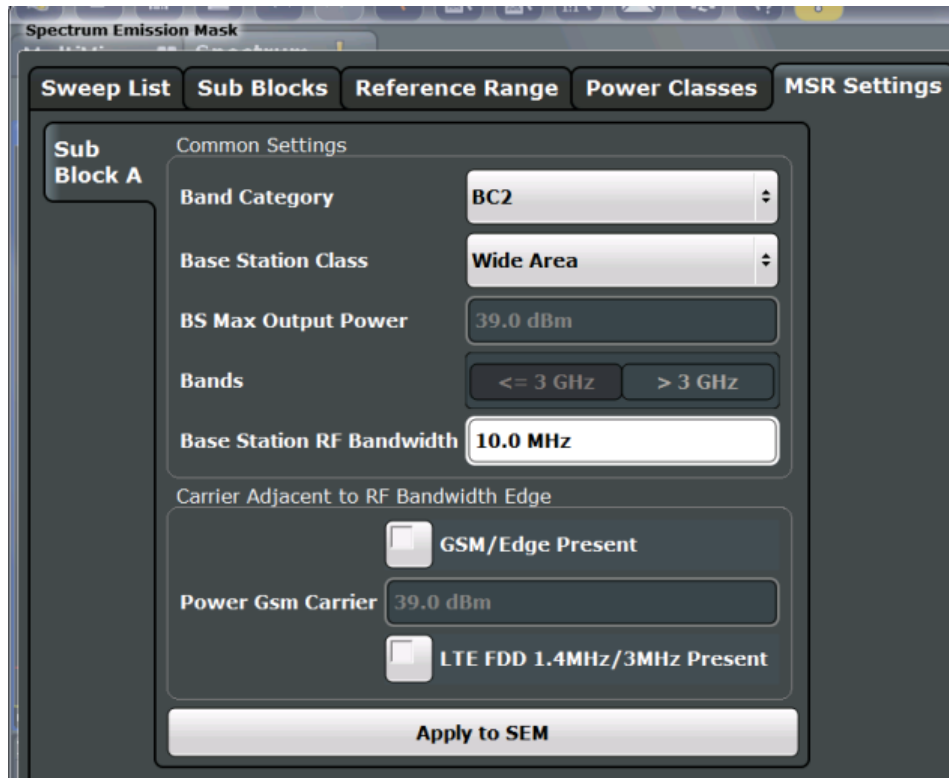 Spectrum Emission Mask
Sweep List Sub Blocks Reference Range Power Classes MSR Settings
Sub
Block A
Common Settings
Band Category BC2
Base Station Class Wide Area
BS Max Output Power 39.0 dBm
Bands <= 3 GHz > 3 GHz
Base Station RF Bandwidth 10.0 MHz
Carrier Adjacent to RF Bandwidth Edge
GSM/Edge Present
Power Gsm Carrier 39.0 dBm
LTE FDD 1.4MHz/3MHz Present
Apply to SEM